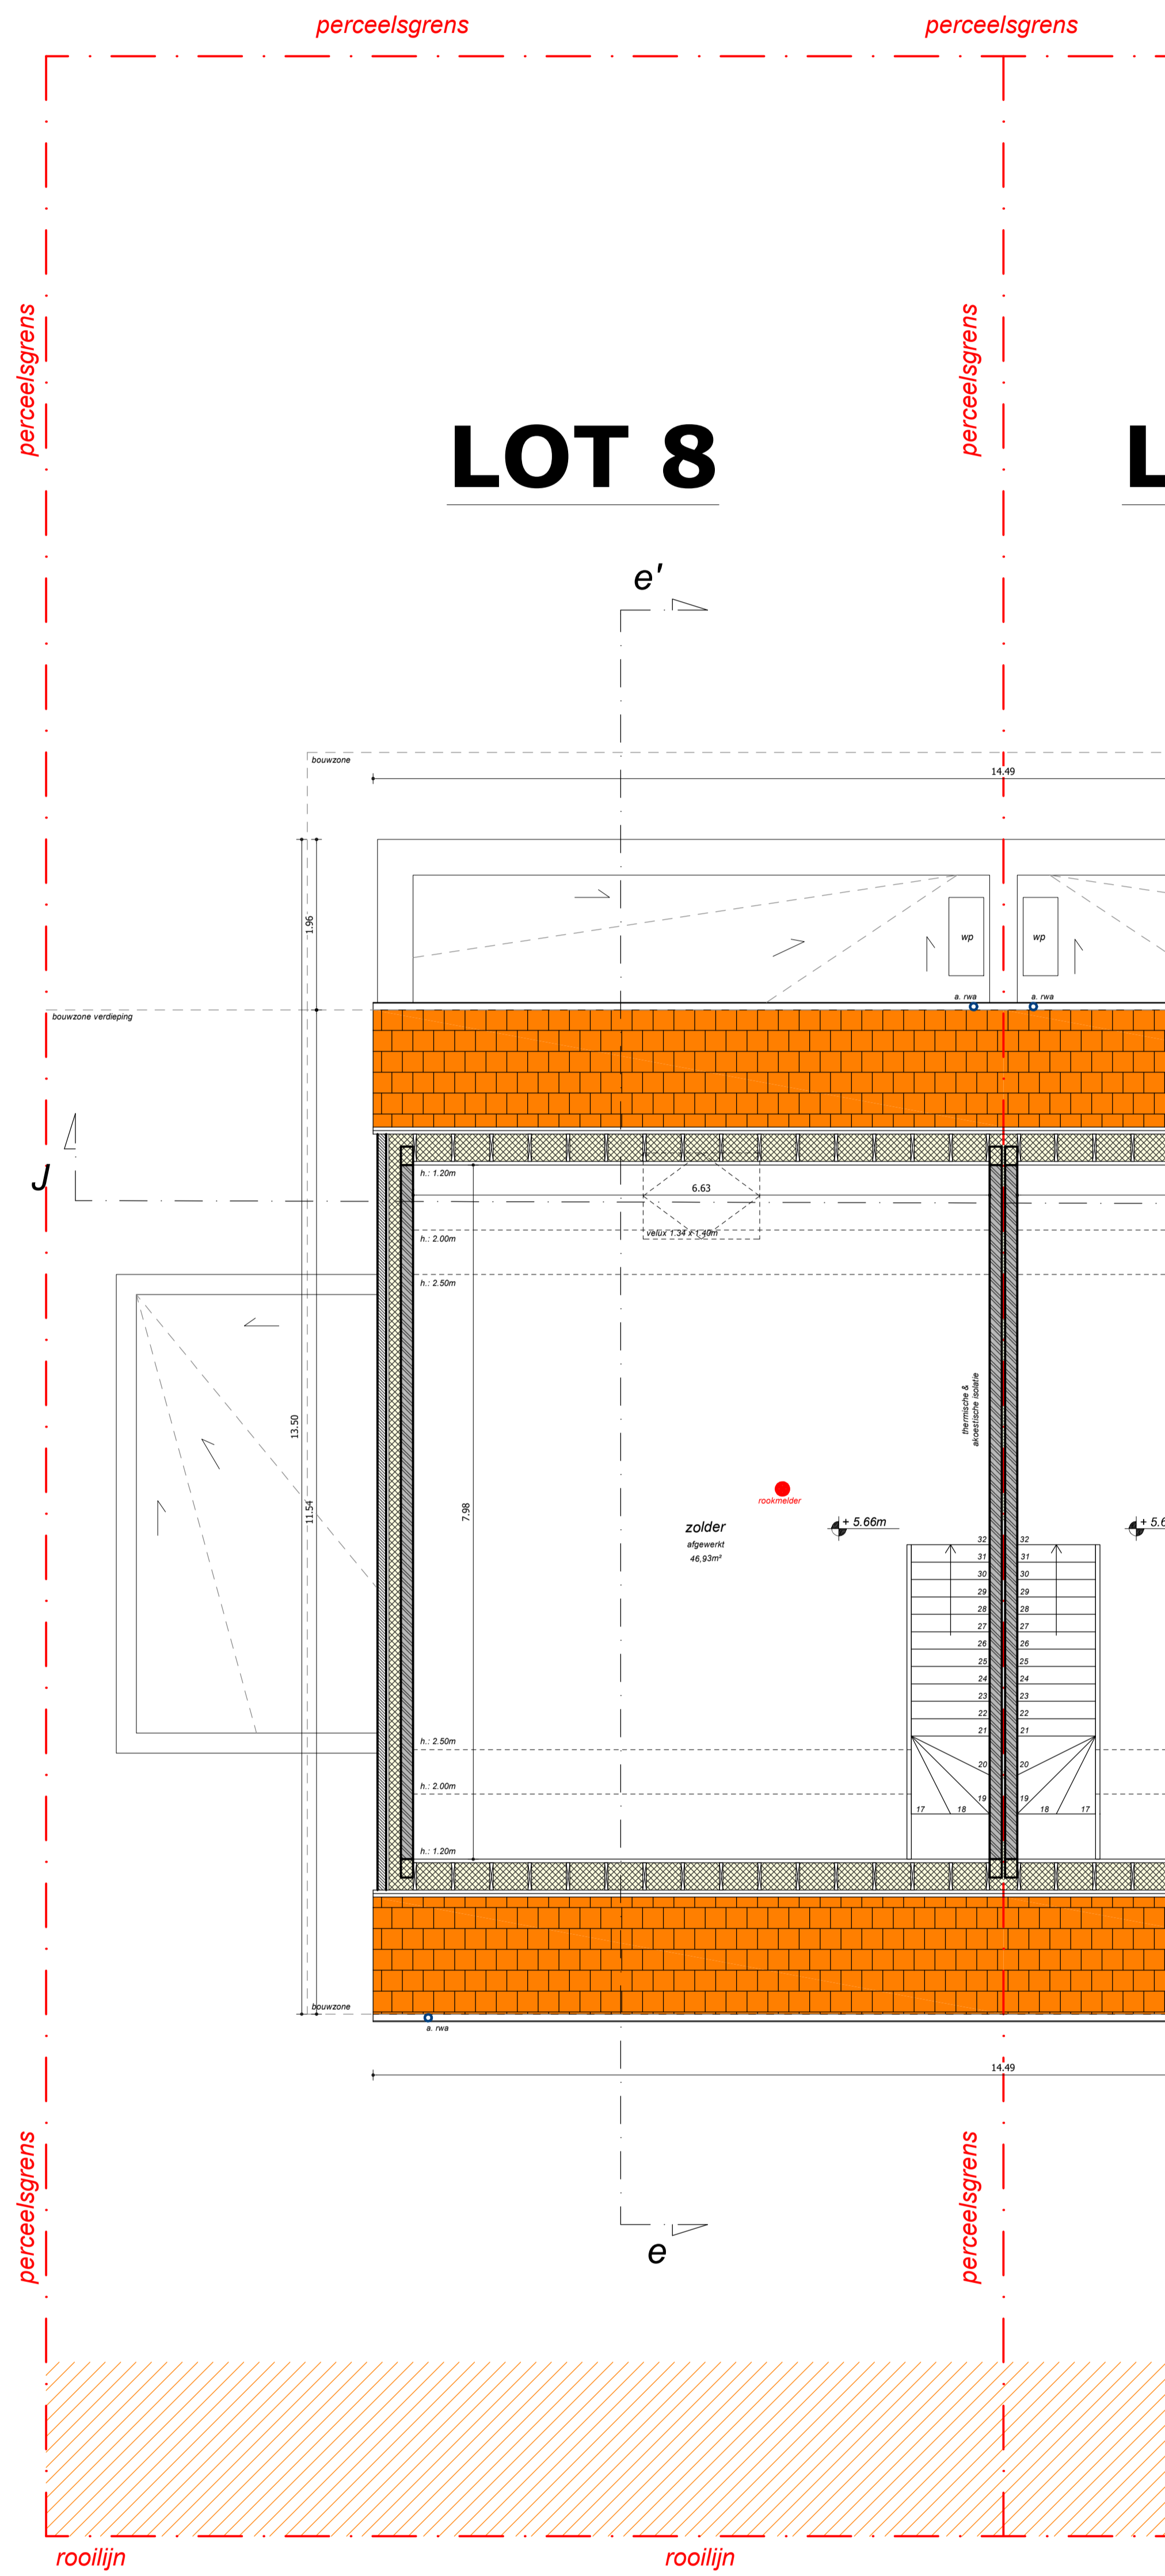 perceelsgrens
perceelsgrens
perceelsgrens
perceelsgrens
LOT 8
L
e'
bouwzone
14.49
1.96
wp
wp
a. rwa
a. rwa
bouwzone verdieping
J
h.: 1.20m
6.63
velux 1.34 x 1.40m
h.: 2.00m
h.: 2.50m
thermische &
akoestische isolatie
13.50
11.54
7.98
rookmelder
zolder
afgewerkt
46,93m²
+ 5.66m
+ 5.6
32
32
31
31
30
30
29
29
28
28
27
27
26
26
25
25
24
24
23
23
22
22
21
21
20
20
19
19
17
18
18
17
h.: 2.50m
h.: 2.00m
h.: 1.20m
bouwzone
a. rwa
14.49
perceelsgrens
perceelsgrens
e
rooilijn
rooilijn